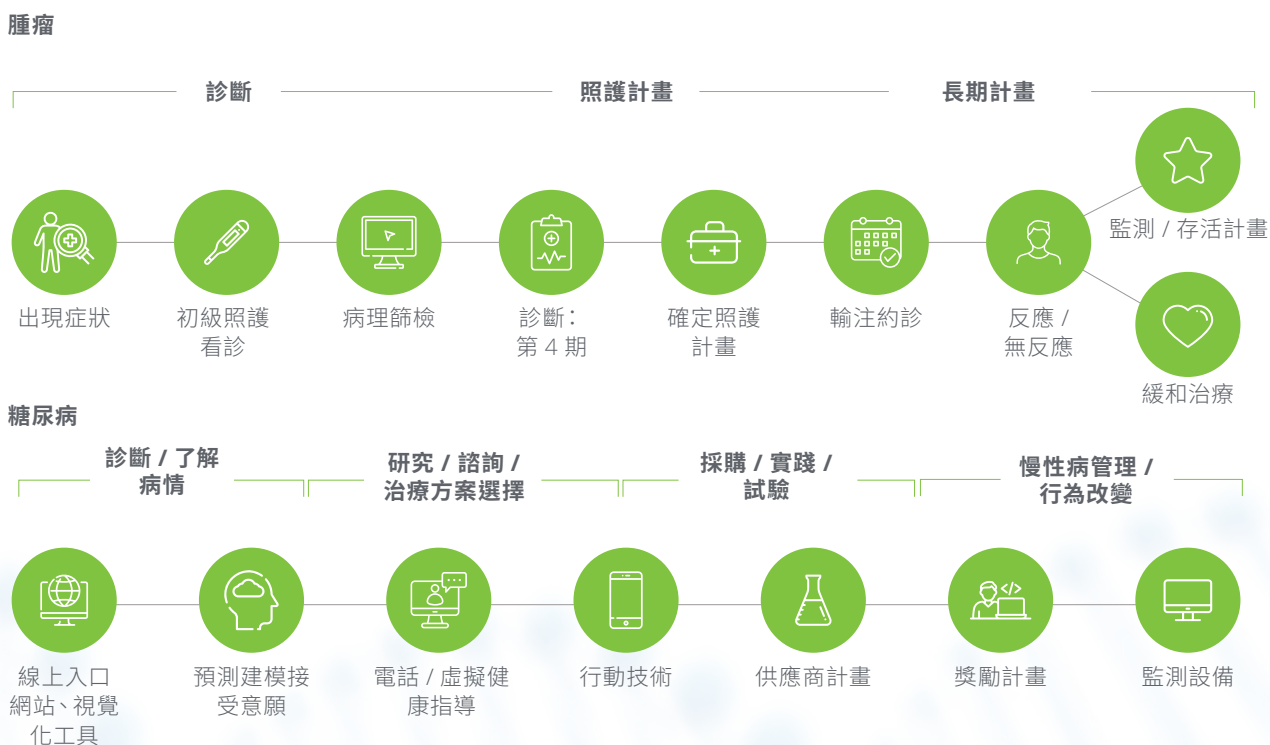 腫瘤
診斷
照護計畫
長期計畫
監測 / 存活計畫
出現症狀
初級照護
看診
病理篩檢
診斷：
第 4 期
確定照護
計畫
輸注約診
反應 /
無反應
緩和治療
糖尿病
診斷 / 了解
病情
研究 / 諮詢 /
治療方案選擇
採購 / 實踐 /
試驗
慢性病管理 /
行為改變
線上入口
網站、視覺
化工具
預測建模接
受意願
電話 / 虛擬健
康指導
行動技術
供應商計畫
獎勵計畫
監測設備